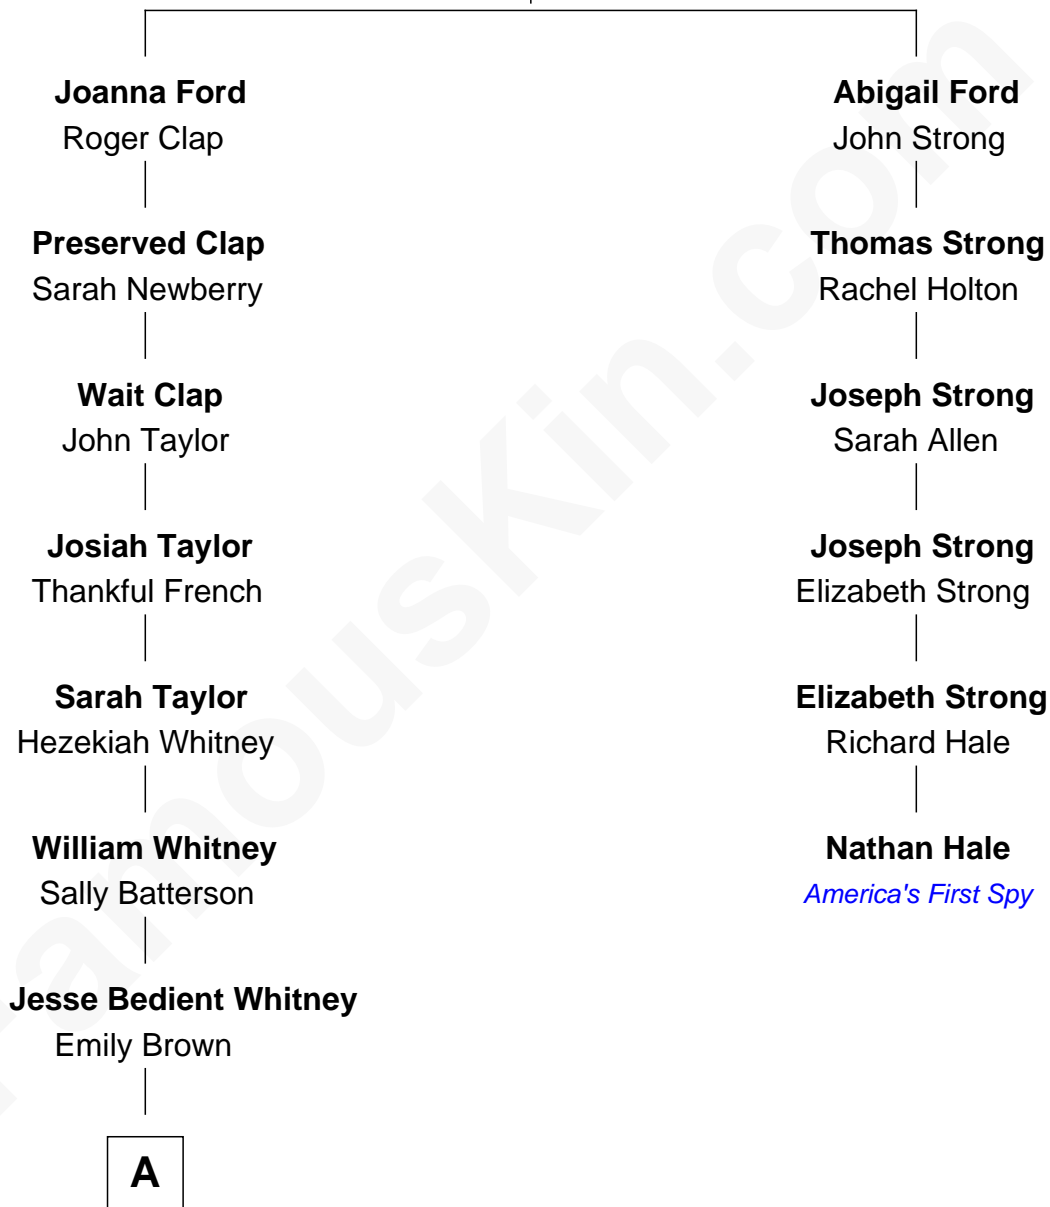 Joanna Ford
Roger Clap
Abigail Ford
John Strong
Preserved Clap
Sarah Newberry
Thomas Strong
Rachel Holton
Wait Clap
John Taylor
Joseph Strong
Sarah Allen
Josiah Taylor
Thankful French
Joseph Strong
Elizabeth Strong
Sarah Taylor
Hezekiah Whitney
Elizabeth Strong
Richard Hale
William Whitney
Sally Batterson
Nathan Hale
America's First Spy
Jesse Bedient Whitney
Emily Brown
A
FamousKin.com